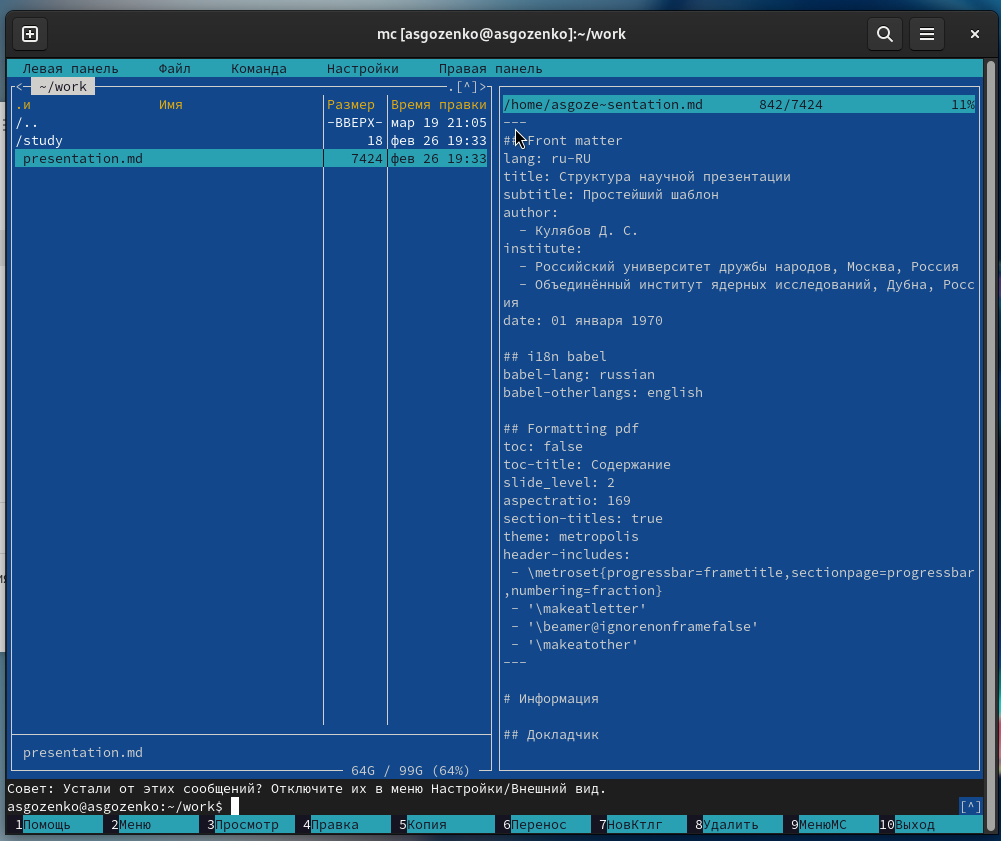 mc [asgozenko@asgozenko]:~/work
Левая панель Файл Команда Настройки Правая панель
<- ~/work .[^]>
.и Имя Размер Время правки
/.. -ВВЕРХ- мар 19 21:05
/study 18 фев 26 19:33
presentation.md 7424 фев 26 19:33
presentation.md
64G / 99G (64%)
/home/asgoze~sentation.md 842/7424 11%
---
## Front matter
lang: ru-RU
title: Структура научной презентации
subtitle: Простейший шаблон
author:
- Кулябов Д. С.
institute:
- Российский университет дружбы народов, Москва, Россия
- Объединённый институт ядерных исследований, Дубна, Росс
ия
date: 01 января 1970
## i18n babel
babel-lang: russian
babel-otherlangs: english
## Formatting pdf
toc: false
toc-title: Содержание
slide_level: 2
aspectratio: 169
section-titles: true
theme: metropolis
header-includes:
- \metroset{progressbar=frametitle,sectionpage=progressbar
,numbering=fraction}
- '\makeatletter'
- '\beamer@ignorenonframefalse'
- '\makeatother'
---
# Информация
## Докладчик
Совет: Устали от этих сообщений? Отключите их в меню Настройки/Внешний вид.
asgozenko@asgozenko:~/work$ [^]
1Помощь 2Меню 3Просмотр 4Правка 5Копия 6Перенос 7НовКтлг 8Удалить 9МенюМС 10Выход